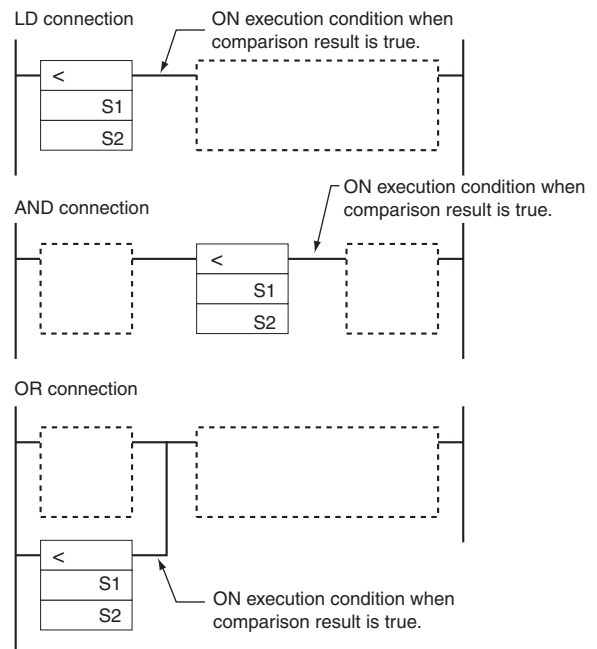 LD connection
ON execution condition when
comparison result is true.
<
S1
S2
AND connection
ON execution condition when
comparison result is true.
<
S1
S2
OR connection
<
S1
S2
ON execution condition when
comparison result is true.